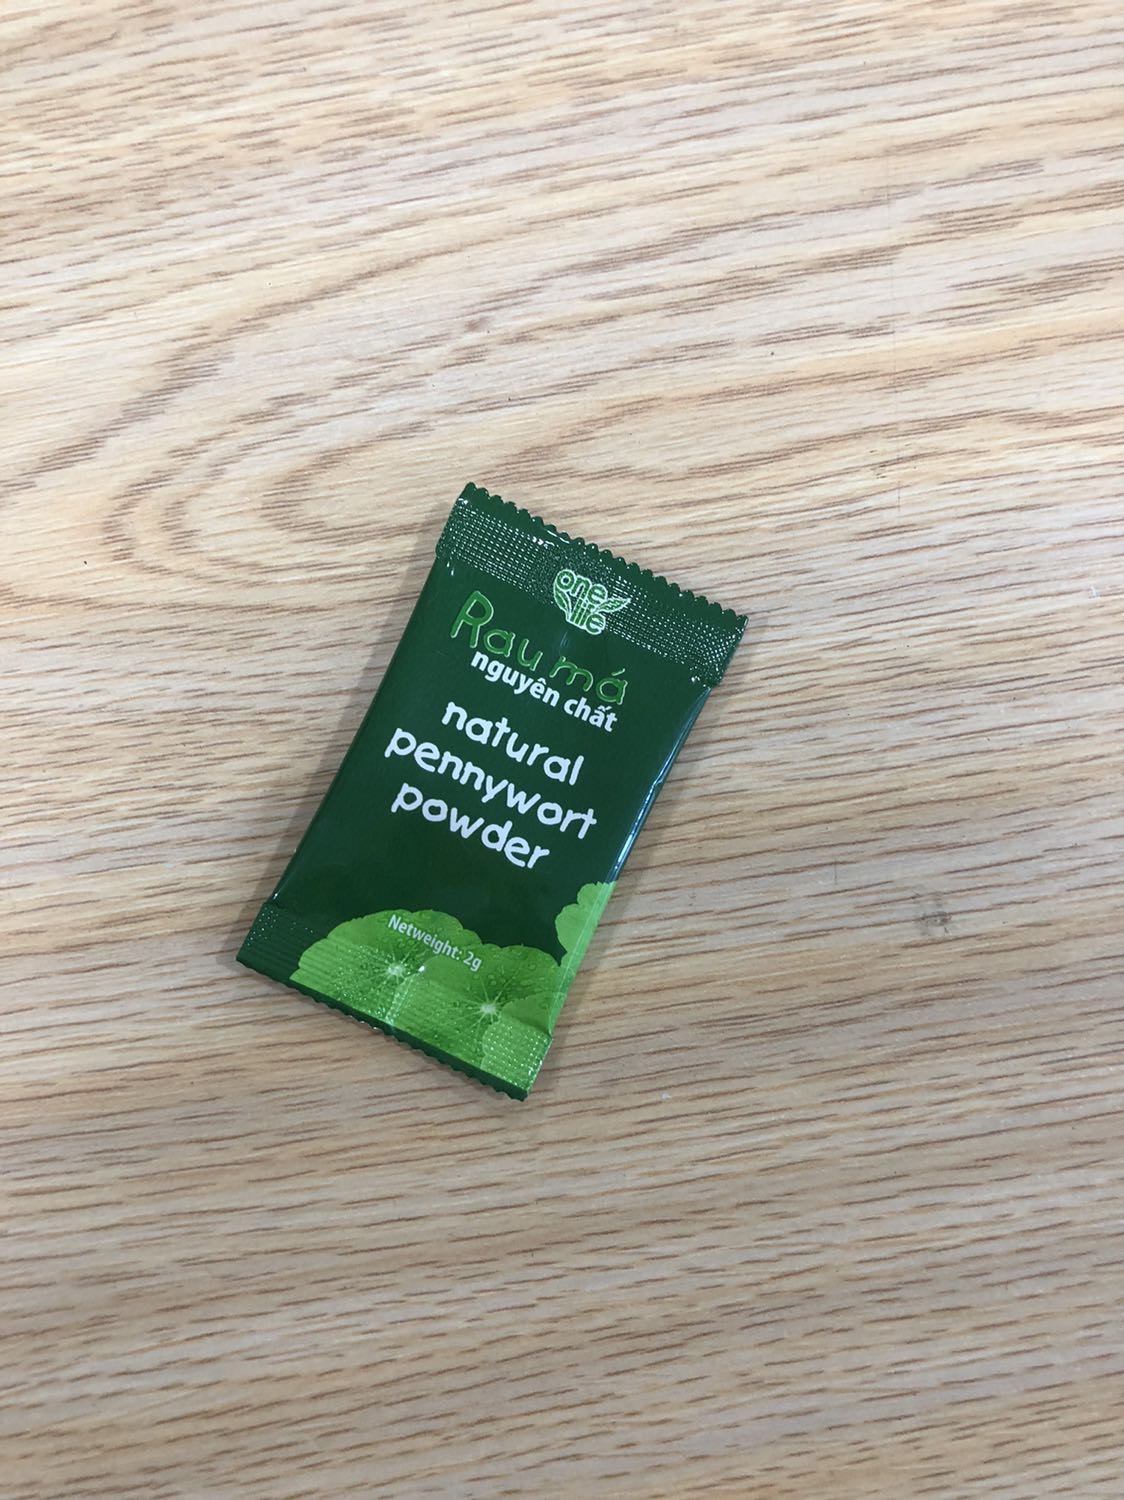 one
life
Rau má
nguyên chất
natural
pennywort
powder
Netweight: 2g